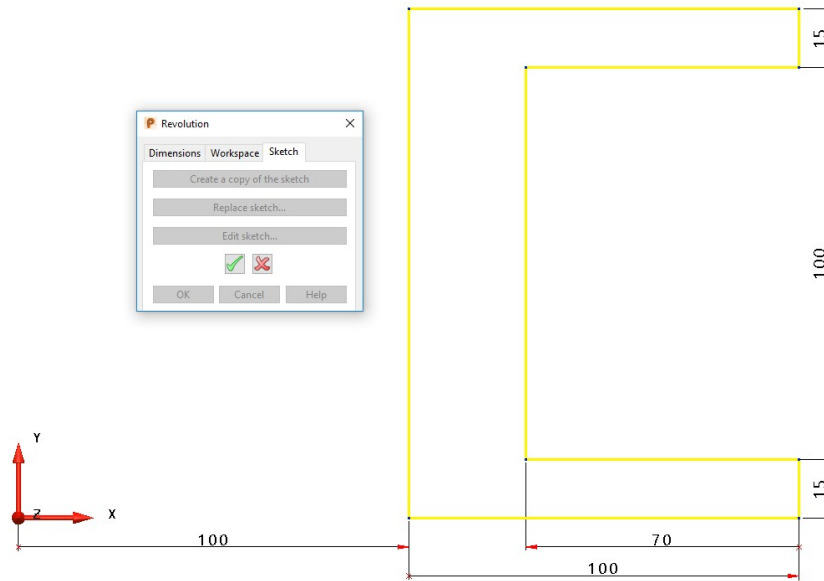 15
P Revolution
Dimensions Workspace Sketch
Create a copy of the sketch
Replace sketch...
Edit sketch...
100
OK Cancel Help
Y
15
Z
X
100
70
100